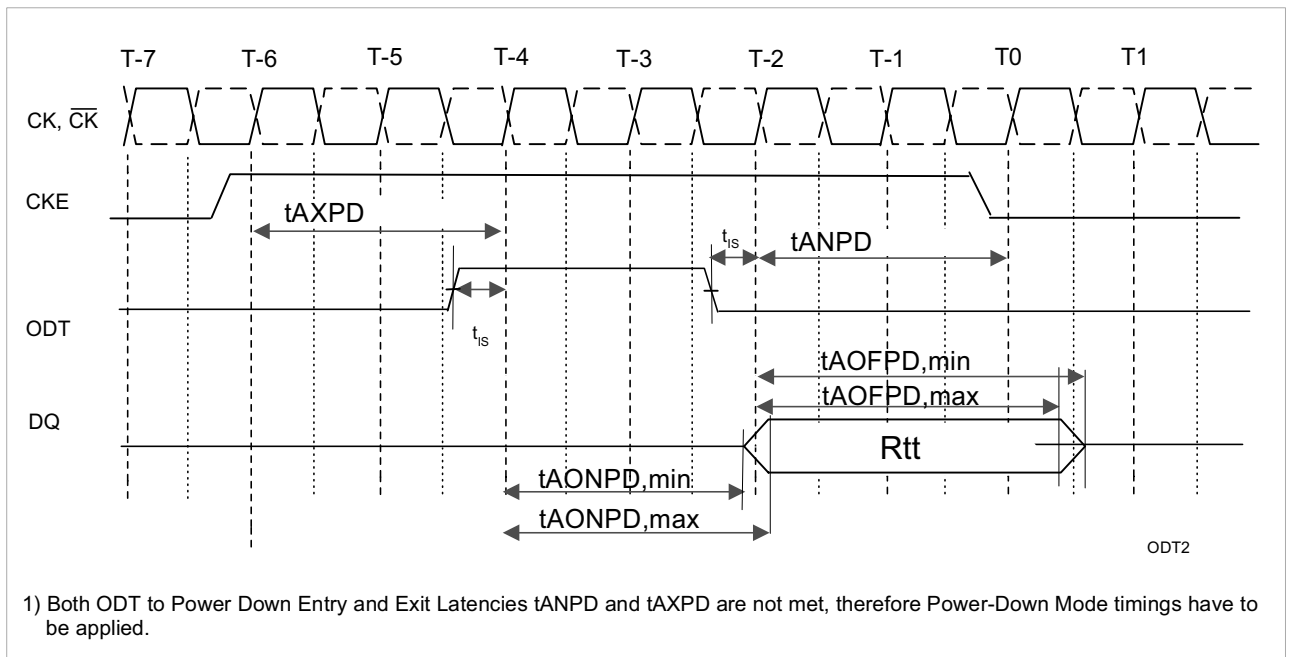 T-7 T-6 T-5 T-4 T-3 T-2 T-1 T0 T1
CK, C̅K̅
CKE
tAXPD
tIS
tANPD
ODT
tIS
tAOFPD,min
tAOFPD,max
DQ
Rtt
tAONPD,min
tAONPD,max
ODT2
1) Both ODT to Power Down Entry and Exit Latencies tANPD and tAXPD are not met, therefore Power-Down Mode timings have to
be applied.